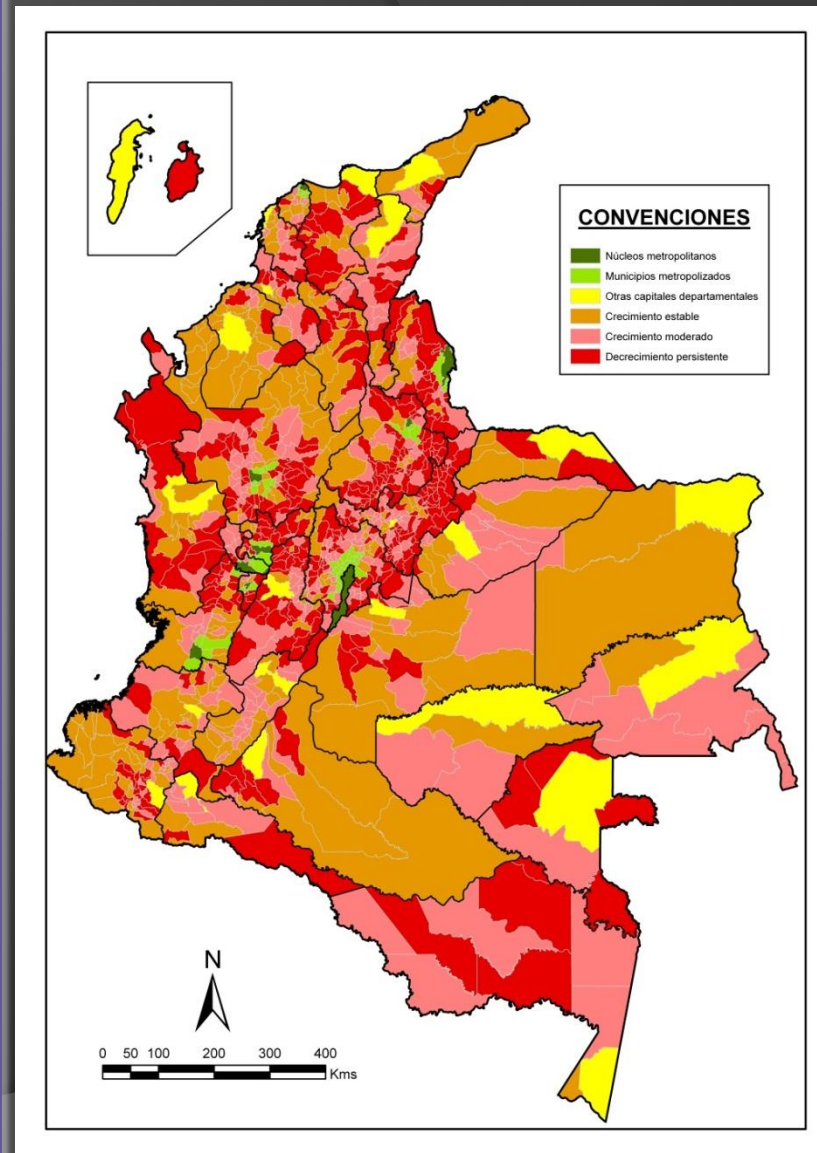 CONVENCIONES
Núcleos metropolitanos
Municipios metropolizados
Otras capitales departamentales
Crecimiento estable
Crecimiento moderado
Decrecimiento persistente
N
0 50 100 200 300 400
Kms